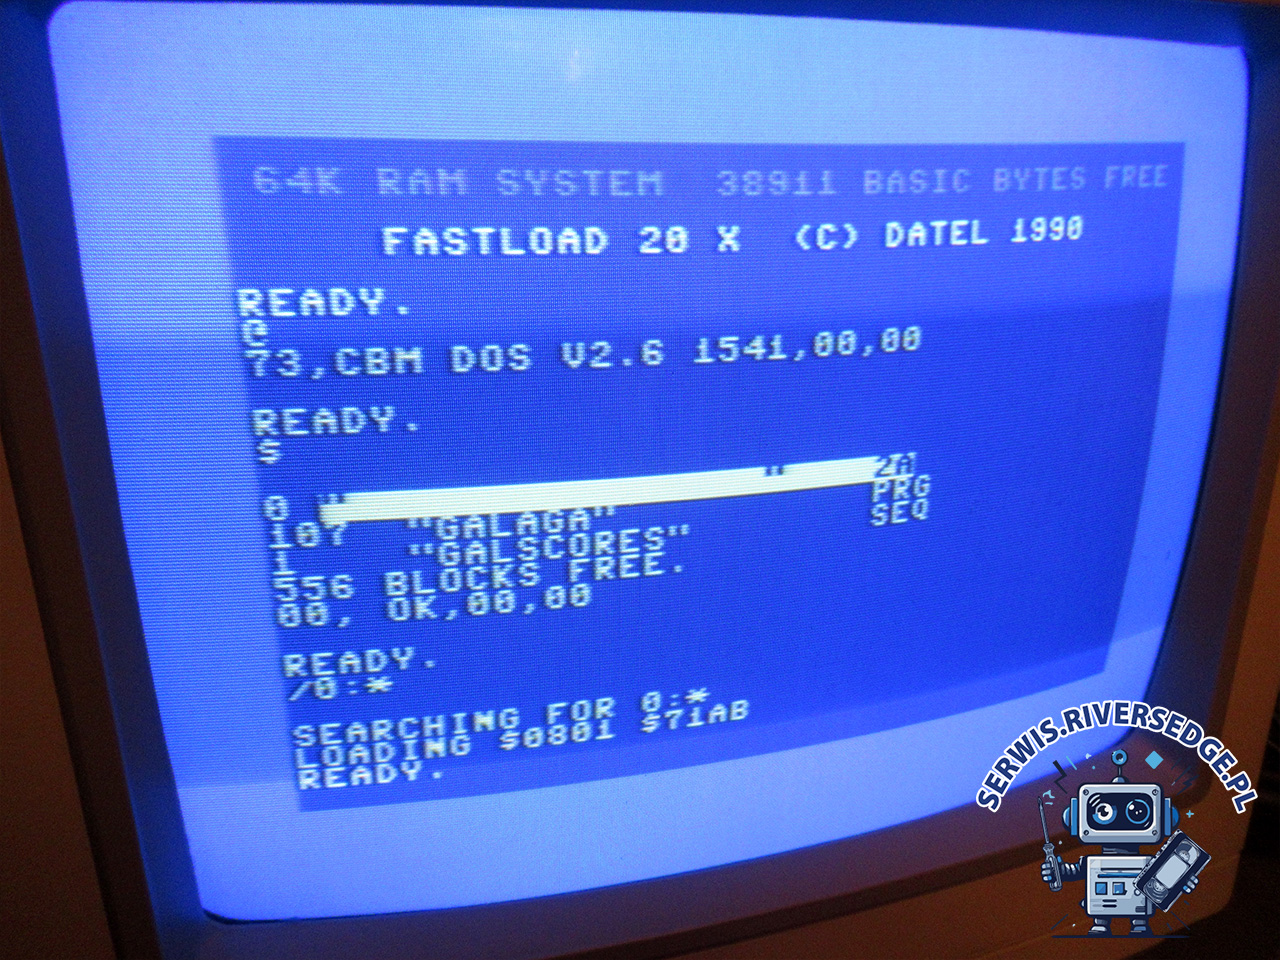 64K RAM SYSTEM  38911 BASIC BYTES FREE
FASTLOAD 20 X  (C) DATEL 1990
READY.
@
73,CBM DOS V2.6 1541,00,00
READY.
$
0 "                " 2A
107  "GALAGA"  PRG
1  "GALSCORES"  SEQ
556 BLOCKS FREE.
00, OK,00,00
READY.
/0:*
SEARCHING FOR 0:*
LOADING $0801 $71AB
READY.
SERWIS.RIVERSEDGE.PL